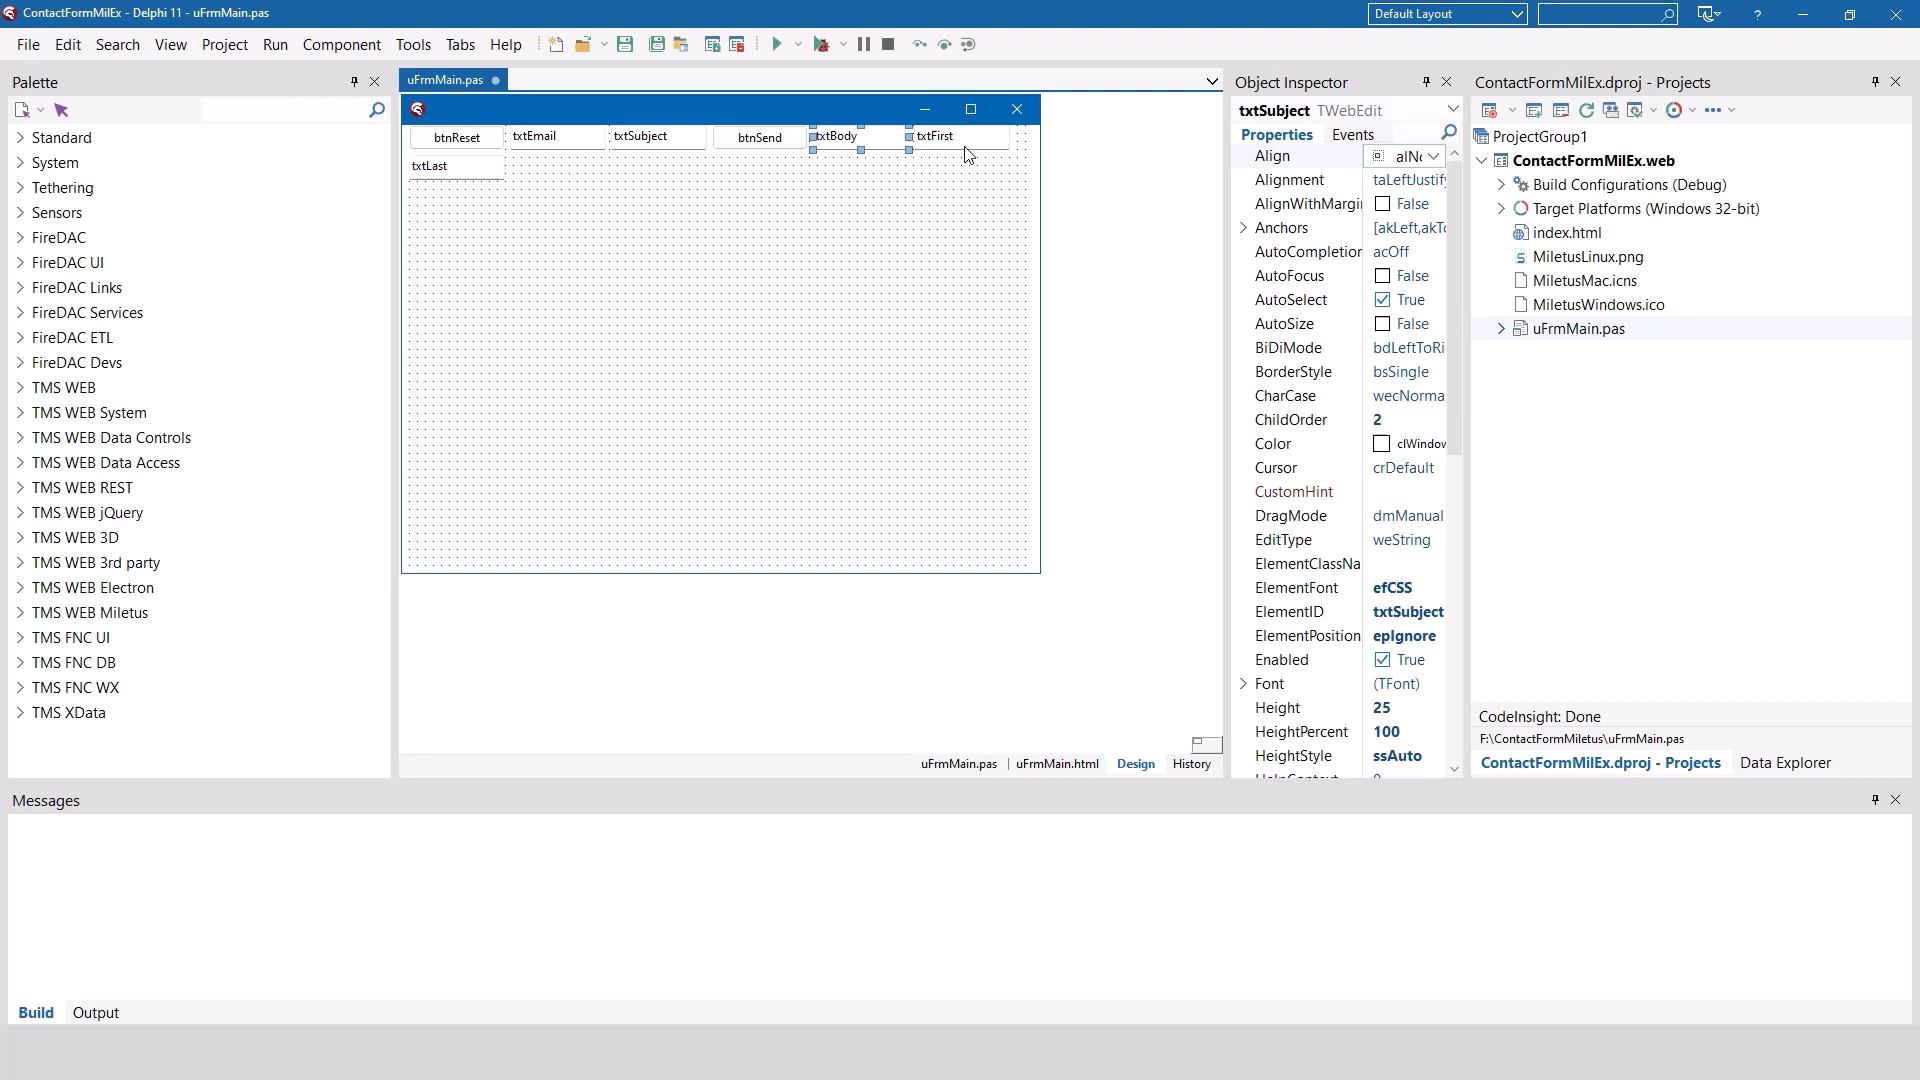 ContactFormMilEx - Delphi 11 - uFrmMain.pas
Default Layout
?
File Edit Search View Project Run Component Tools Tabs Help
Palette
Standard
System
Tethering
Sensors
FireDAC
FireDAC UI
FireDAC Links
FireDAC Services
FireDAC ETL
FireDAC Devs
TMS WEB
TMS WEB System
TMS WEB Data Controls
TMS WEB Data Access
TMS WEB REST
TMS WEB jQuery
TMS WEB 3D
TMS WEB 3rd party
TMS WEB Electron
TMS WEB Miletus
TMS FNC UI
TMS FNC DB
TMS FNC WX
TMS XData
uFrmMain.pas
btnReset txtEmail txtSubject btnSend txtBody txtFirst
txtLast
uFrmMain.pas uFrmMain.html Design History
Object Inspector
txtSubject TWebEdit
Properties Events
Align alNo
Alignment taLeftJustify
AlignWithMargin False
Anchors [akLeft,akTo
AutoCompletion acOff
AutoFocus False
AutoSelect True
AutoSize False
BiDiMode bdLeftToRi
BorderStyle bsSingle
CharCase wecNorma
ChildOrder 2
Color clWindow
Cursor crDefault
CustomHint
DragMode dmManual
EditType weString
ElementClassNa
ElementFont efCSS
ElementID txtSubject
ElementPosition epIgnore
Enabled True
Font (TFont)
Height 25
HeightPercent 100
HeightStyle ssAuto
ContactFormMilEx.dproj - Projects
ProjectGroup1
ContactFormMilEx.web
Build Configurations (Debug)
Target Platforms (Windows 32-bit)
index.html
MiletusLinux.png
MiletusMac.icns
MiletusWindows.ico
uFrmMain.pas
CodeInsight: Done
F:\ContactFormMiletus\uFrmMain.pas
ContactFormMilEx.dproj - Projects Data Explorer
Messages
Build Output